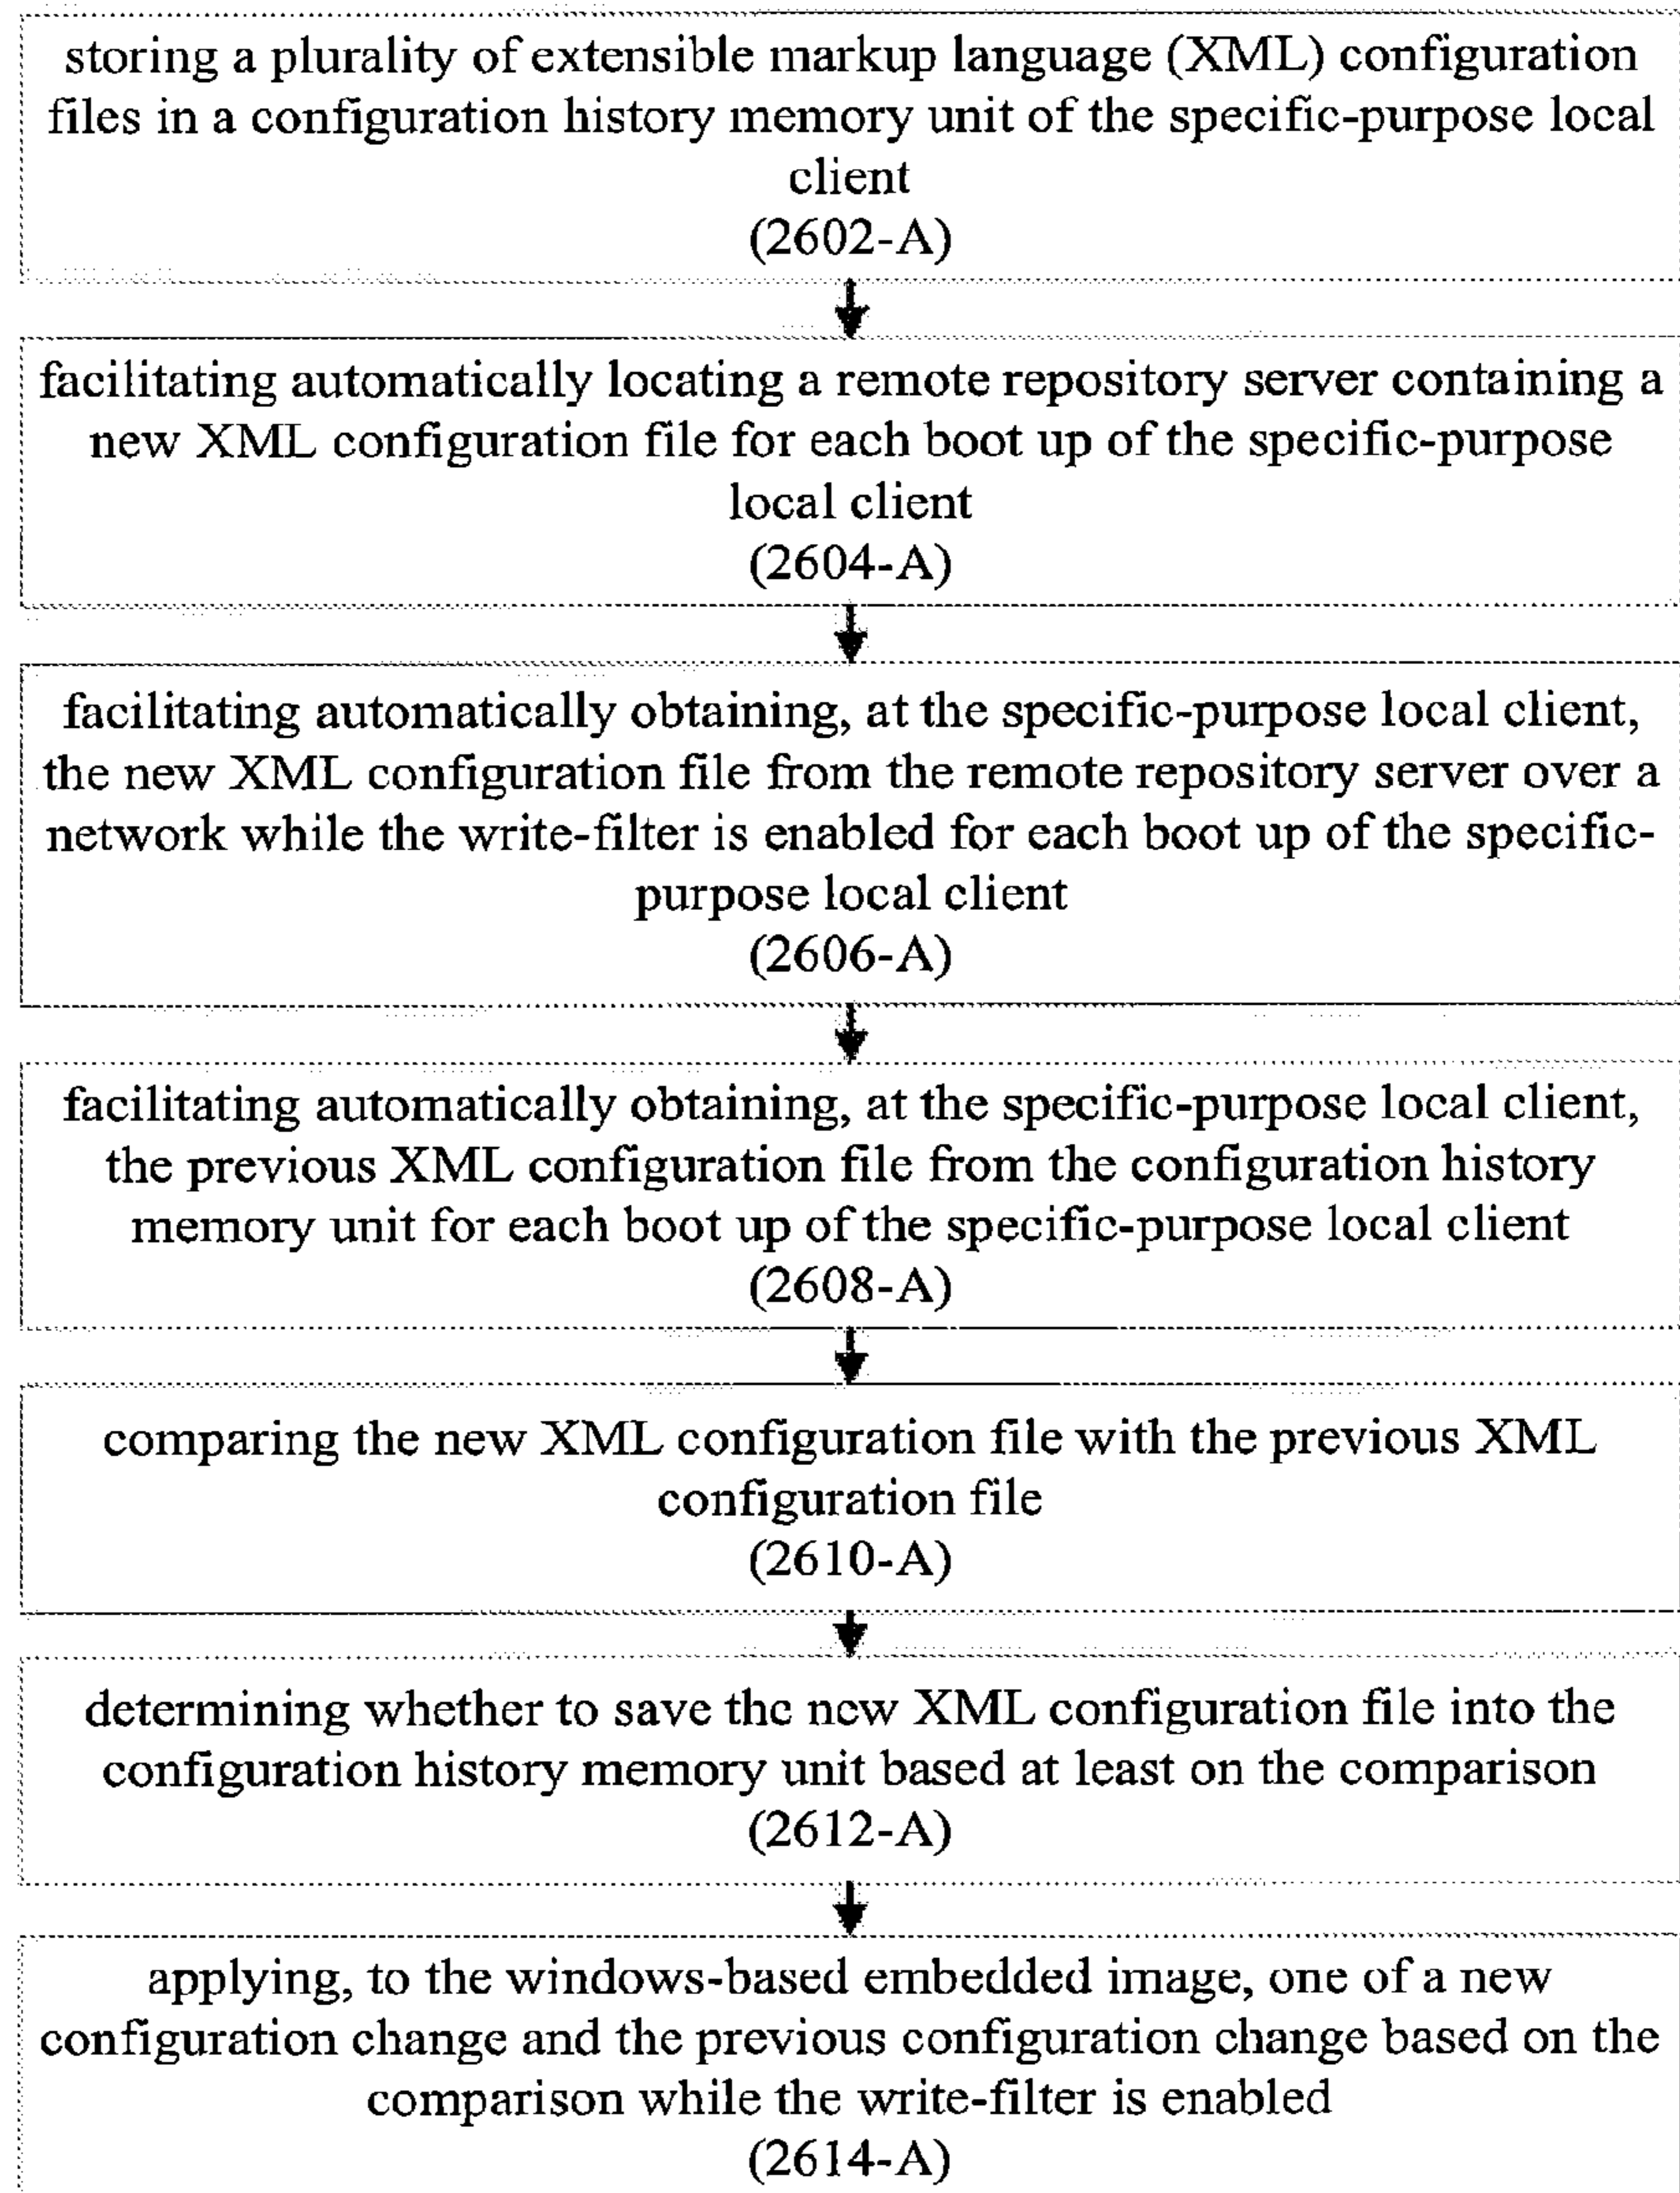 storing a plurality of extensible markup language (XML) configuration
files in a configuration history memory unit of the specific-purpose local
client
(2602-A)
facilitating automatically locating a remote repository server containing a
new XML configuration file for each boot up of the specific-purpose
local client
(2604-A)
facilitating automatically obtaining, at the specific-purpose local client,
the new XML configuration file from the remote repository server over a
network while the write-filter is enabled for each boot up of the specific-
purpose local client
(2606-A)
facilitating automatically obtaining, at the specific-purpose local client,
the previous XML configuration file from the configuration history
memory unit for each boot up of the specific-purpose local client
(2608-A)
comparing the new XML configuration file with the previous XML
configuration file
(2610-A)
determining whether to save the new XML configuration file into the
configuration history memory unit based at least on the comparison
(2612-A)
applying, to the windows-based embedded image, one of a new
configuration change and the previous configuration change based on the
comparison while the write-filter is enabled
(2614-A)